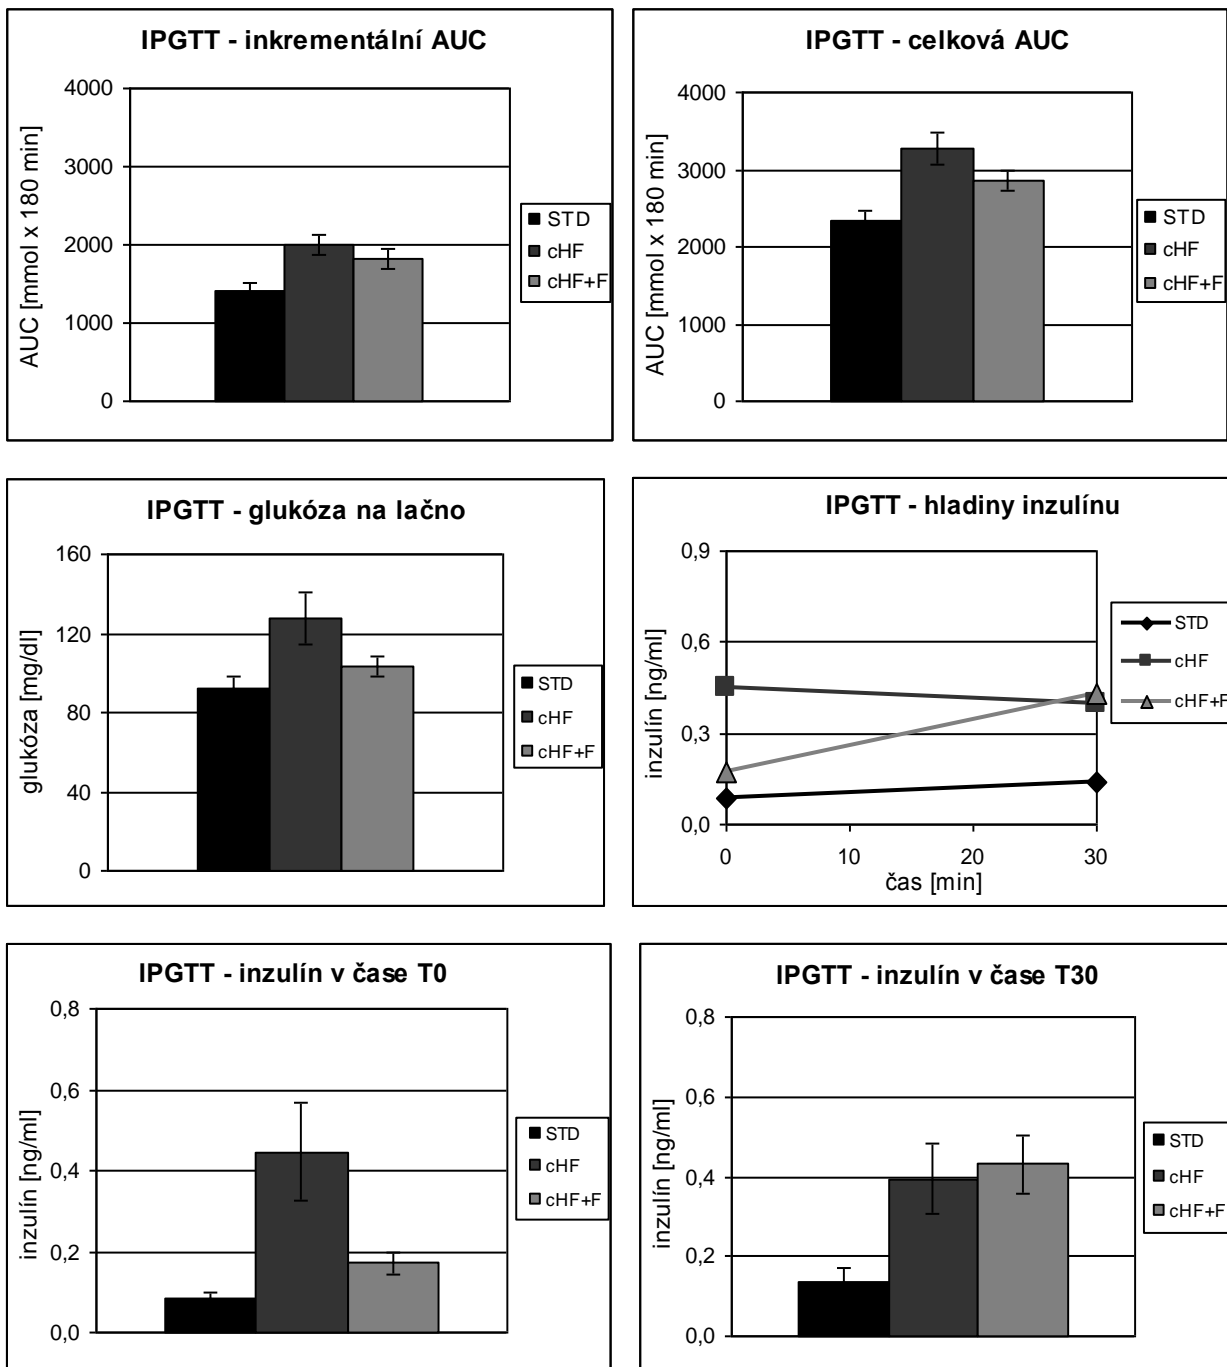 IPGTT - inkrementální AUC
AUC [mmol x 180 min]
4000
3000
2000
1000
0
STD
cHF
cHF+F
IPGTT - celková AUC
AUC [mmol x 180 min]
4000
3000
2000
1000
0
STD
cHF
cHF+F
IPGTT - glukóza na lačno
glukóza [mg/dl]
160
120
80
40
0
STD
cHF
cHF+F
IPGTT - hladiny inzulínu
inzulín [ng/ml]
0,9
0,6
0,3
0,0
0 10 20 30
čas [min]
STD
cHF
cHF+F
IPGTT - inzulín v čase T0
inzulín [ng/ml]
0,8
0,6
0,4
0,2
0,0
STD
cHF
cHF+F
IPGTT - inzulín v čase T30
inzulín [ng/ml]
0,8
0,6
0,4
0,2
0,0
STD
cHF
cHF+F